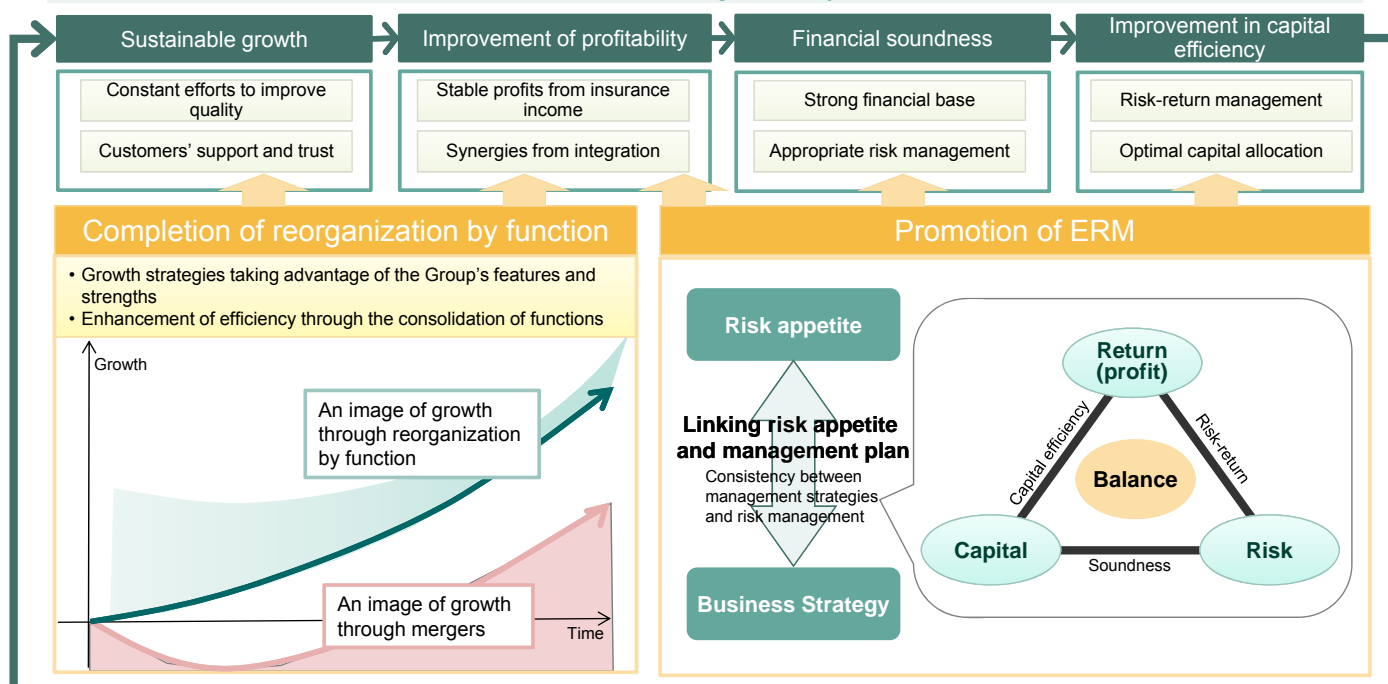 Sustainable growth
Improvement of profitability
Financial soundness
Improvement in capital
efficiency
Constant efforts to improve
quality
Customers’ support and trust
Stable profits from insurance
income
Synergies from integration
Strong financial base
Appropriate risk management
Risk-return management
Optimal capital allocation
Completion of reorganization by function
• Growth strategies taking advantage of the Group’s features and
strengths
• Enhancement of efficiency through the consolidation of functions
Growth
An image of growth
through reorganization
by function
An image of growth
through mergers
Time
Promotion of ERM
Risk appetite
Linking risk appetite
and management plan
Consistency between
management strategies
and risk management
Business Strategy
Return
(profit)
Capital efficiency
Risk-return
Balance
Capital
Soundness
Risk